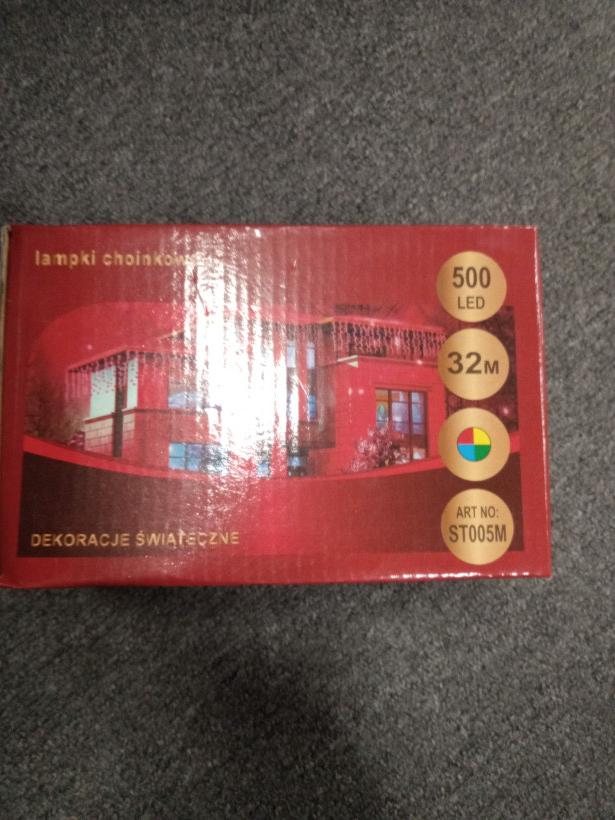 lampki
500
LED
32M
ART NO:
ST005M
DEKORACJE ŚWIĄTECZNE